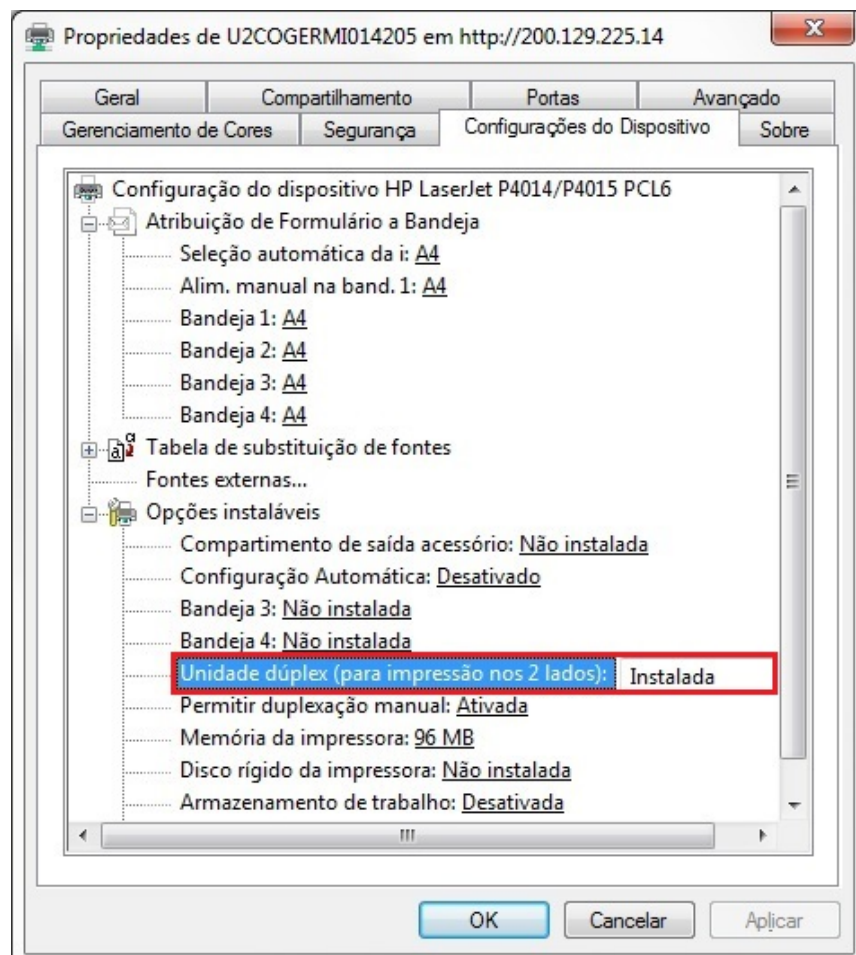 Propriedades de U2COGERMI014205 em http://200.129.225.14
Geral Compartilhamento Portas Avançado
Gerenciamento de Cores Segurança Configurações do Dispositivo Sobre
Configuração do dispositivo HP LaserJet P4014/P4015 PCL6
Atribuição de Formulário a Bandeja
Seleção automática da i: A4
Alim. manual na band. 1: A4
Bandeja 1: A4
Bandeja 2: A4
Bandeja 3: A4
Bandeja 4: A4
Tabela de substituição de fontes
Fontes externas...
Opções instaláveis
Compartimento de saída acessório: Não instalada
Configuração Automática: Desativado
Bandeja 3: Não instalada
Bandeja 4: Não instalada
Unidade dúplex (para impressão nos 2 lados): Instalada
Permitir duplexação manual: Ativada
Memória da impressora: 96 MB
Disco rígido da impressora: Não instalada
Armazenamento de trabalho: Desativada
OK Cancelar Aplicar